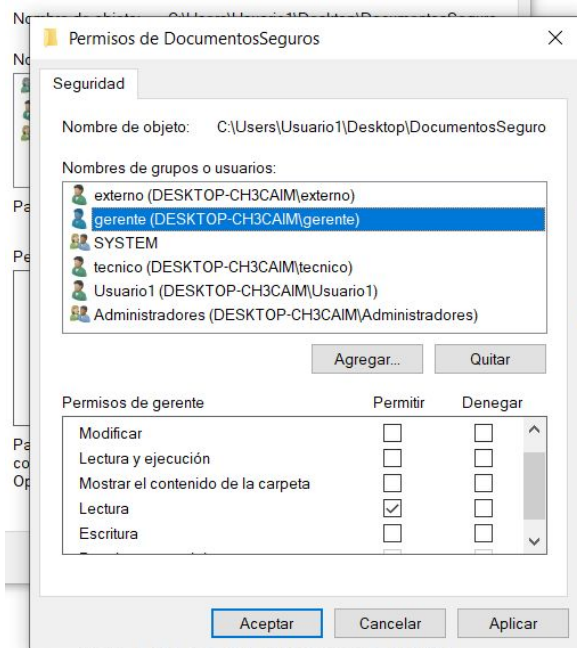 Permisos de DocumentosSeguros
Seguridad
Nombre de objeto: C:\Users\Usuario1\Desktop\DocumentosSeguro
Nombres de grupos o usuarios:
externo (DESKTOP-CH3CAIM\externo)
gerente (DESKTOP-CH3CAIM\gerente)
SYSTEM
tecnico (DESKTOP-CH3CAIM\tecnico)
Usuario1 (DESKTOP-CH3CAIM\Usuario1)
Administradores (DESKTOP-CH3CAIM\Administradores)
Agregar... Quitar
Permisos de gerente Permitir Denegar
Modificar
Lectura y ejecución
Mostrar el contenido de la carpeta
Lectura
Escritura
Aceptar Cancelar Aplicar